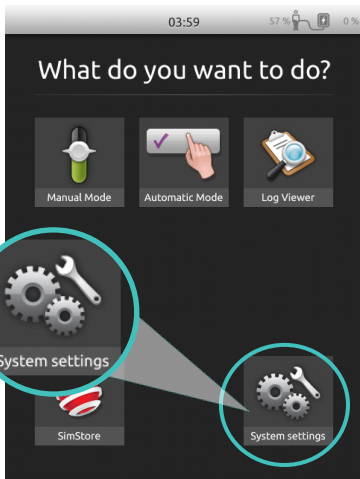 03:59
57 %
0 %
What do you want to do?
Manual Mode
Automatic Mode
Log Viewer
System settings
SimStore
System settings